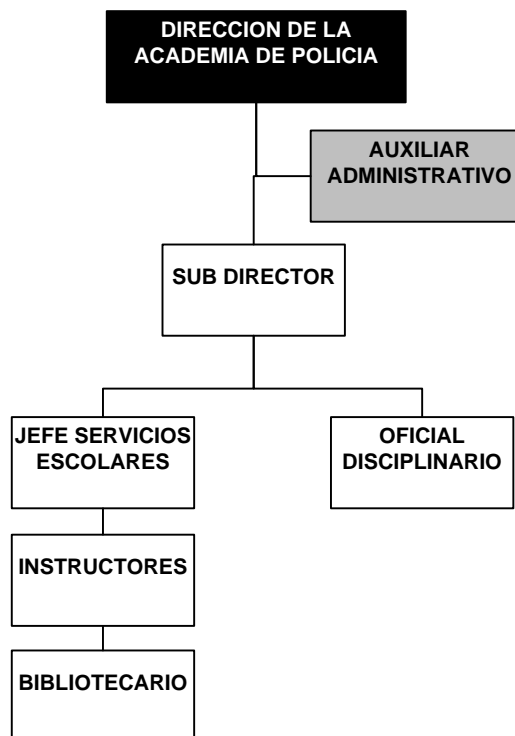 DIRECCION DE LA
ACADEMIA DE POLICIA
AUXILIAR
ADMINISTRATIVO
SUB DIRECTOR
JEFE SERVICIOS
ESCOLARES
OFICIAL
DISCIPLINARIO
INSTRUCTORES
BIBLIOTECARIO